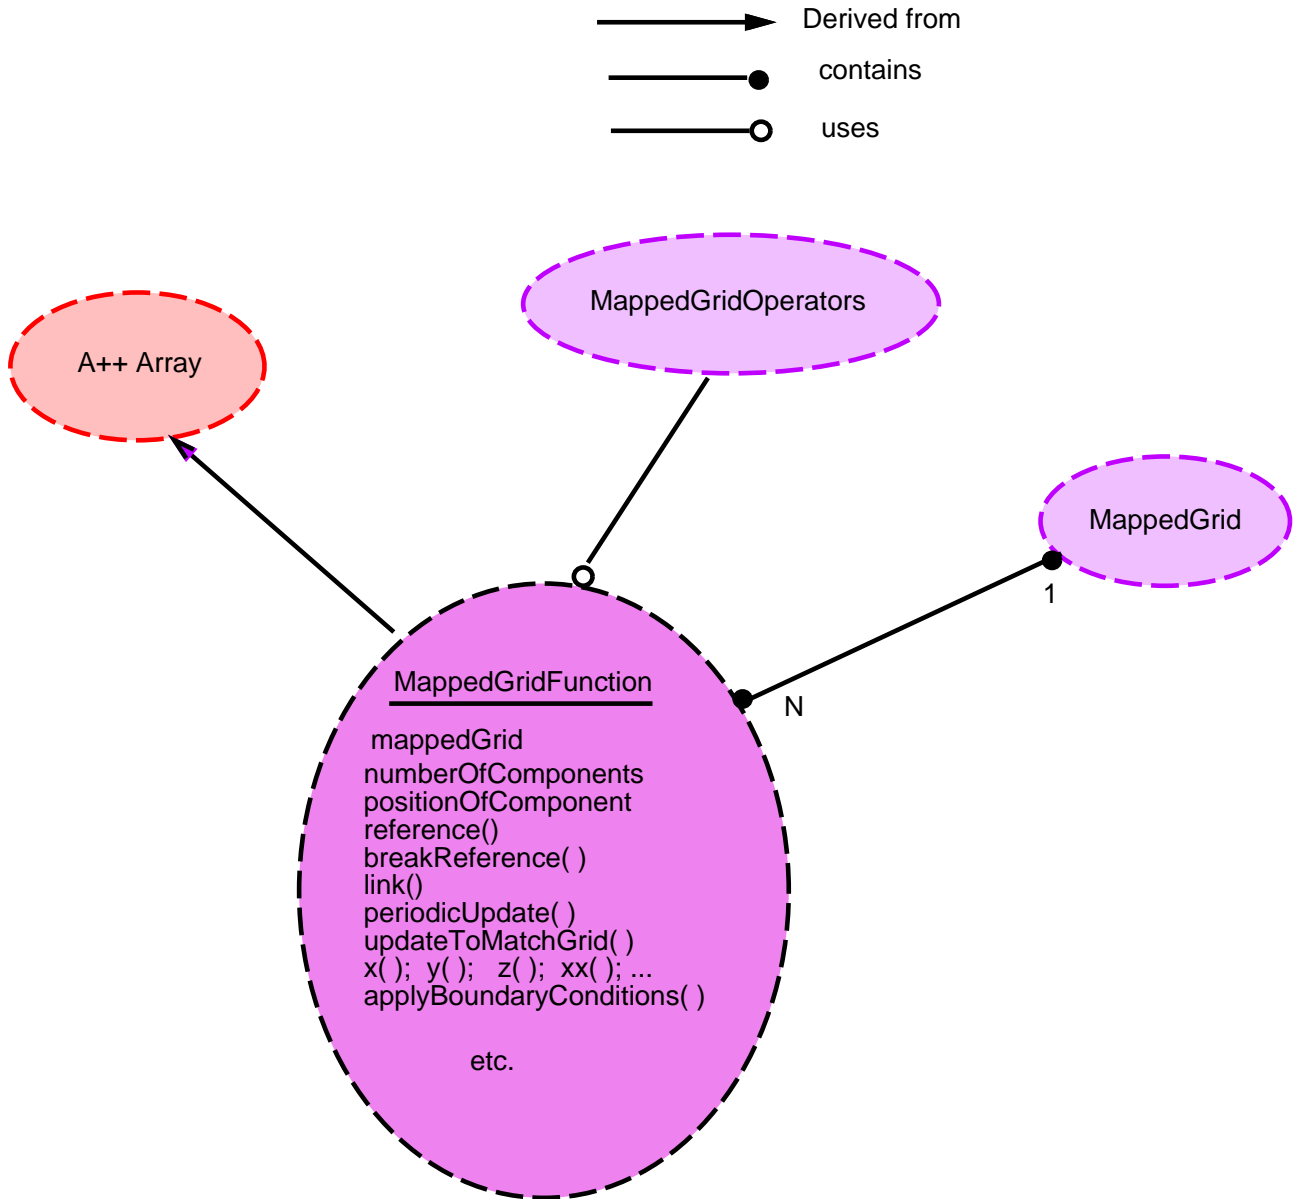 Derived from
contains
uses
MappedGridOperators
A++ Array
MappedGrid
1
N
MappedGridFunction
mappedGrid
numberOfComponents
positionOfComponent
reference()
breakReference( )
link()
periodicUpdate( )
updateToMatchGrid( )
x( ); y( ); z( ); xx( ); ...
applyBoundaryConditions( )
etc.